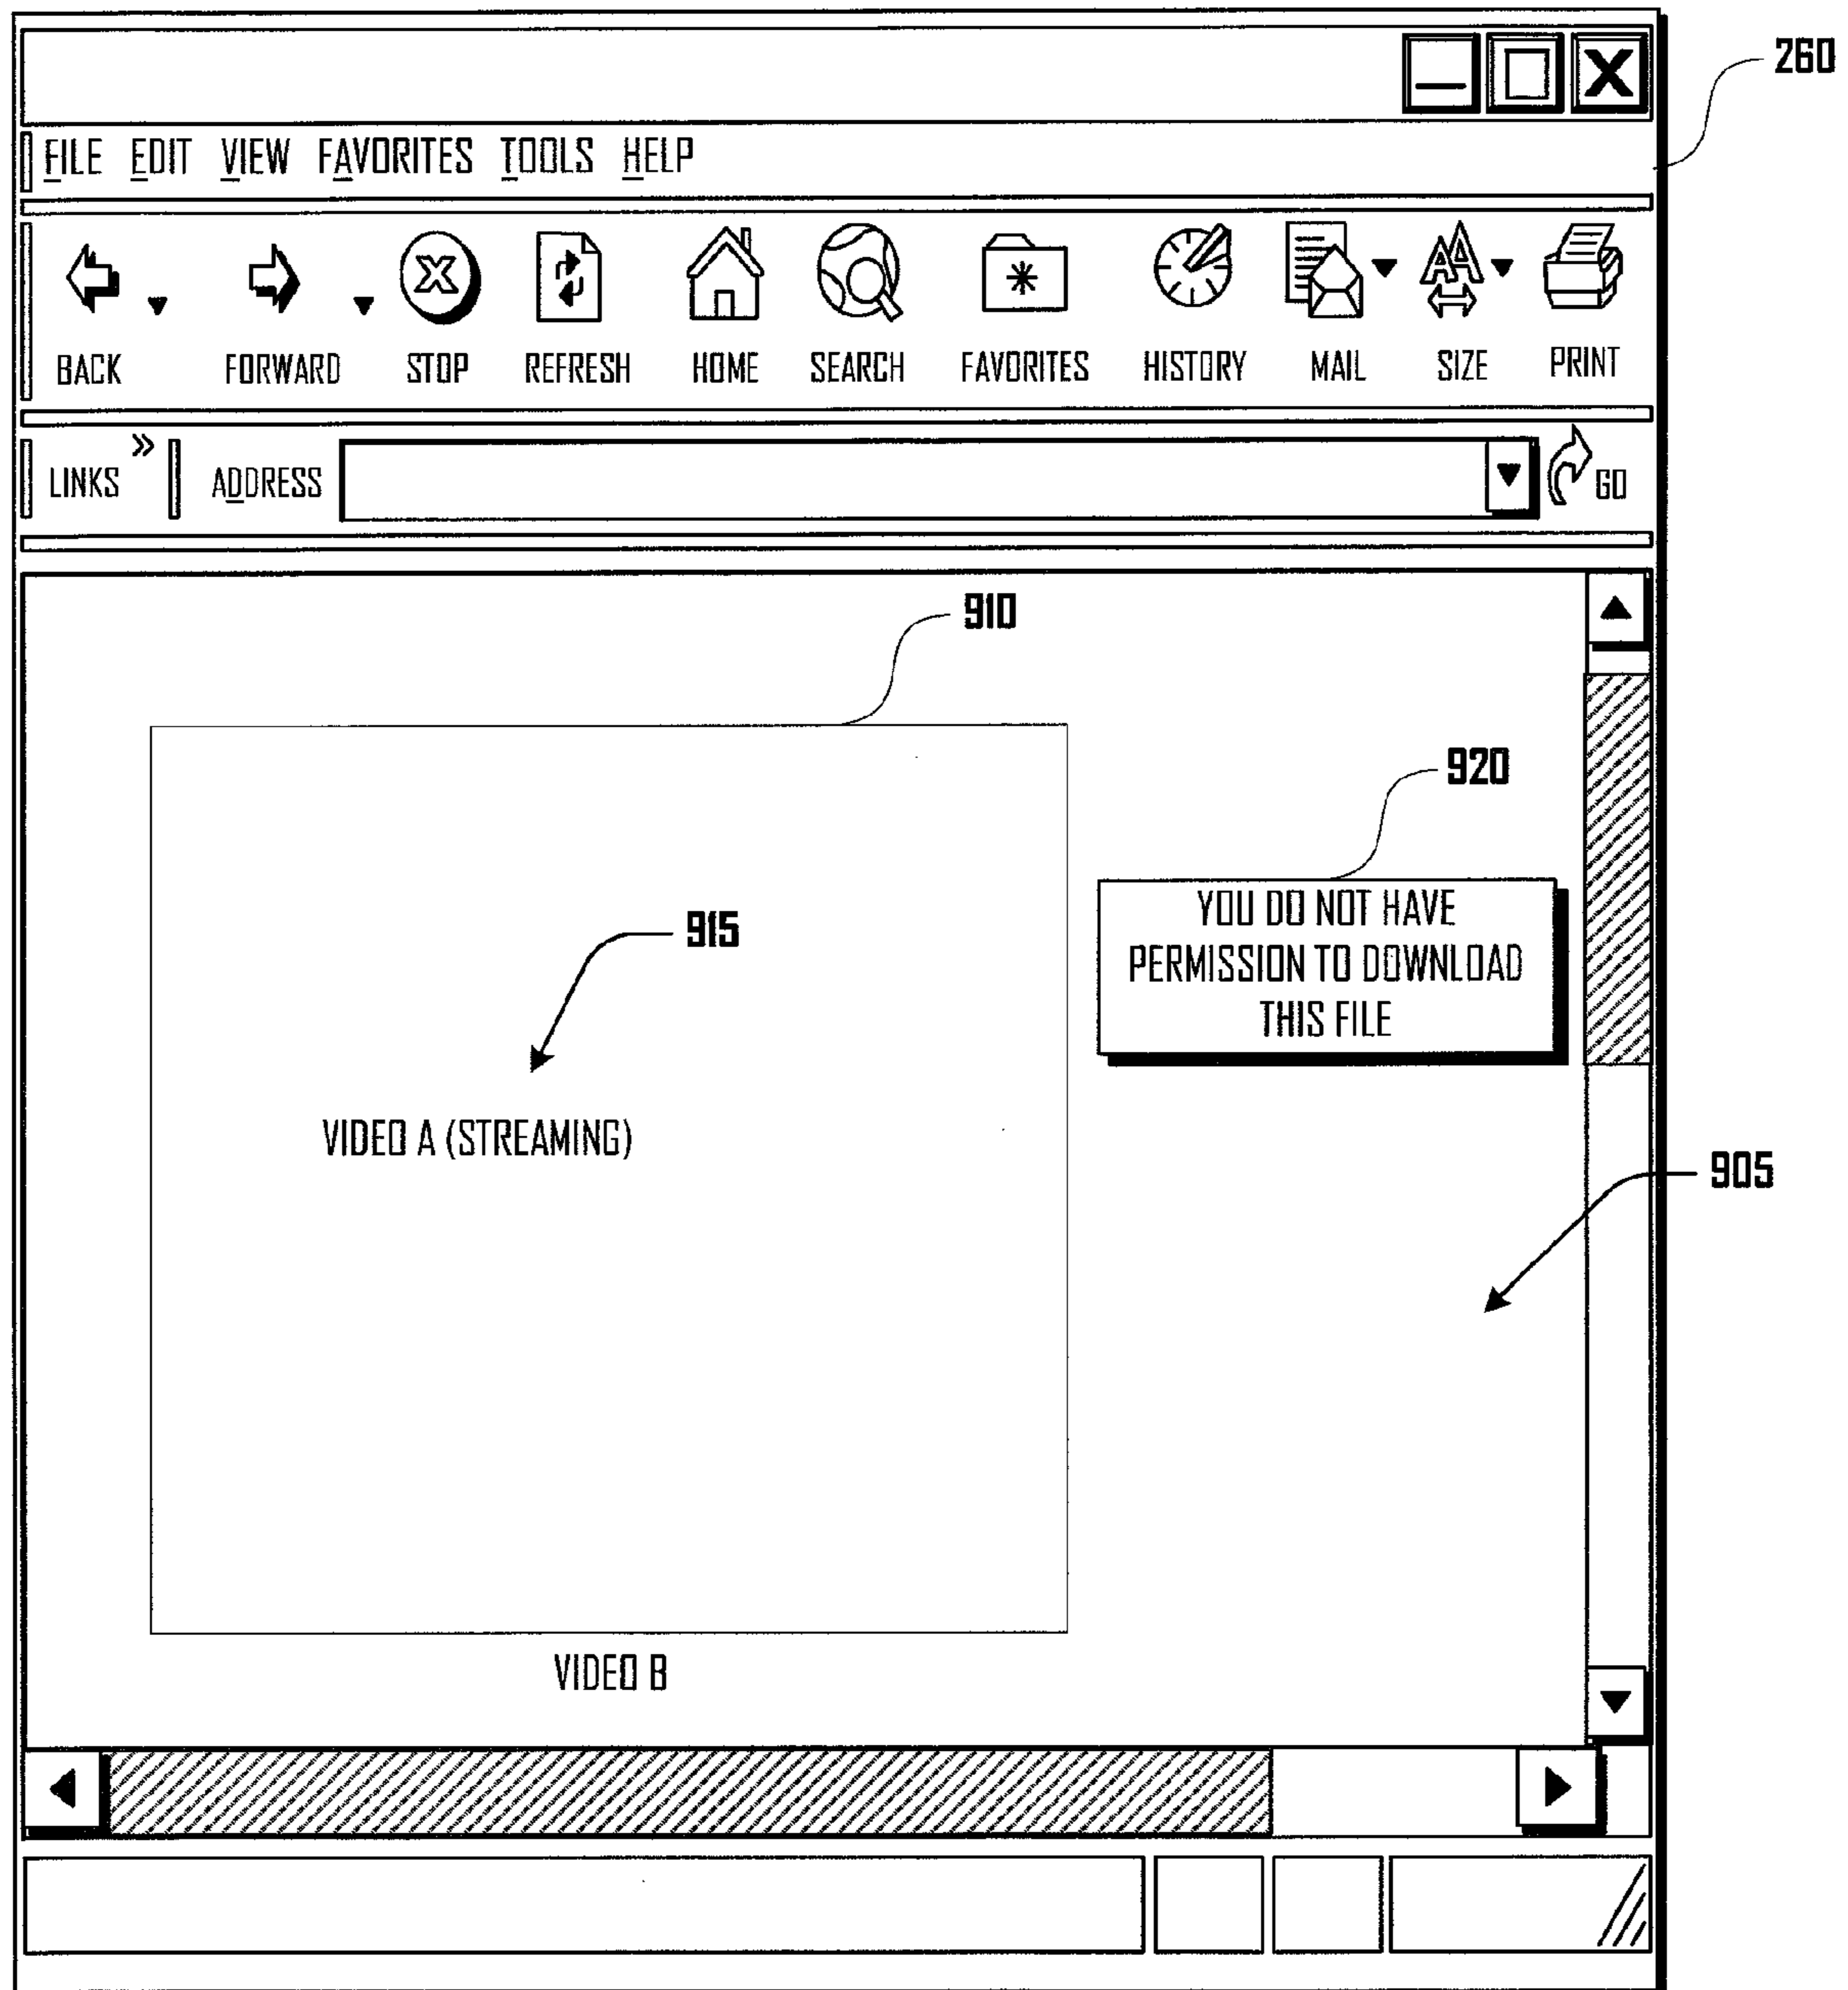 260
FILE EDIT VIEW FAVORITES TOOLS HELP
BACK FORWARD STOP REFRESH HOME SEARCH FAVORITES HISTORY MAIL SIZE PRINT
LINKS » ADDRESS GO
910
920
YOU DO NOT HAVE
PERMISSION TO DOWNLOAD
THIS FILE
915
VIDEO A (STREAMING)
905
VIDEO B